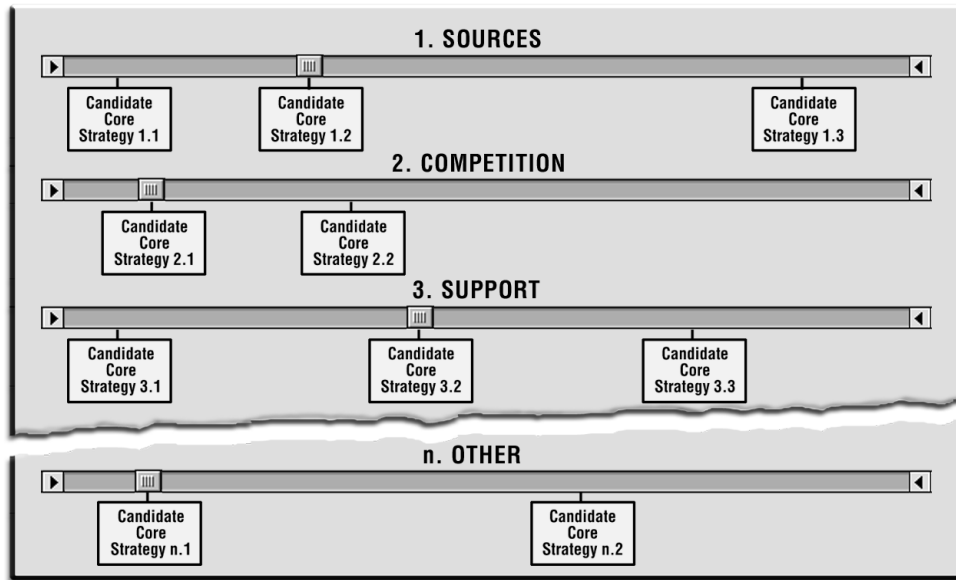 1. SOURCES
Candidate
Core
Strategy 1.1
Candidate
Core
Strategy 1.2
Candidate
Core
Strategy 1.3
2. COMPETITION
Candidate
Core
Strategy 2.1
Candidate
Core
Strategy 2.2
3. SUPPORT
Candidate
Core
Strategy 3.1
Candidate
Core
Strategy 3.2
Candidate
Core
Strategy 3.3
n. OTHER
Candidate
Core
Strategy n.1
Candidate
Core
Strategy n.2